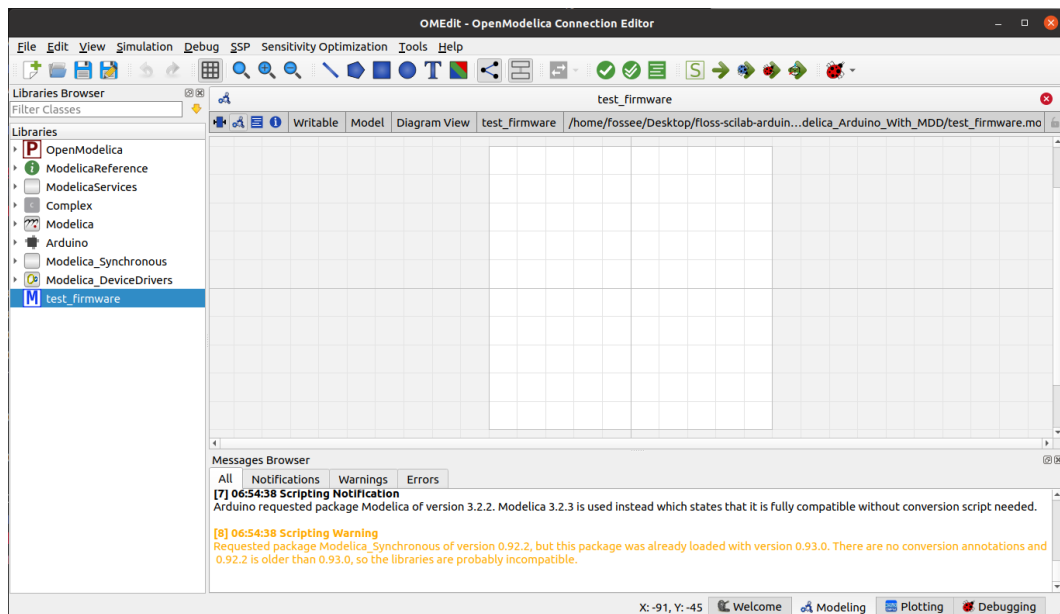 OMEdit - OpenModelica Connection Editor
File Edit View Simulation Debug SSP Sensitivity Optimization Tools Help
T S
Libraries Browser
Filter Classes
Libraries
P OpenModelica
i ModelicaReference
ModelicaServices
C Complex
Modelica
Arduino
Modelica_Synchronous
Modelica_DeviceDrivers
M test_firmware
test_firmware
Writable Model Diagram View test_firmware /home/fossee/Desktop/floss-scilab-arduin...delica_Arduino_With_MDD/test_firmware.mo
Messages Browser
All Notifications Warnings Errors
[7] 06:54:38 Scripting Notification
Arduino requested package Modelica of version 3.2.2. Modelica 3.2.3 is used instead which states that it is fully compatible without conversion script needed.
[8] 06:54:38 Scripting Warning
Requested package Modelica_Synchronous of version 0.92.2, but this package was already loaded with version 0.93.0. There are no conversion annotations and
0.92.2 is older than 0.93.0, so the libraries are probably incompatible.
X: -91, Y: -45 Welcome Modeling Plotting Debugging